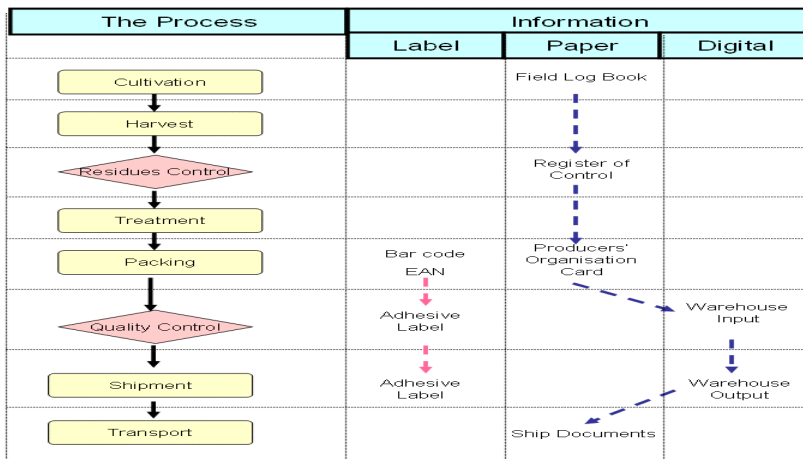 The Process
Information
Label
Paper
Digital
Cultivation
Field Log Book
Harvest
Residues Control
Register of
Control
Treatment
Packing
Bar code
EAN
Producers'
Organisation
Card
Quality Control
Adhesive
Label
Warehouse
Input
Shipment
Adhesive
Label
Warehouse
Output
Transport
Ship Documents